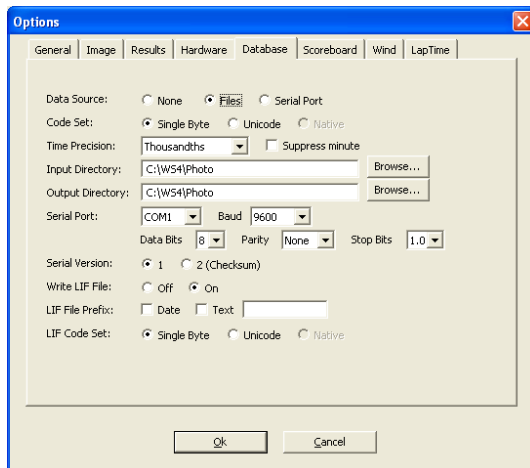 Options
General Image Results Hardware Database Scoreboard Wind LapTime
Data Source: None Files Serial Port
Code Set: Single Byte Unicode Native
Time Precision: Thousandths Suppress minute
Input Directory: C:\WS4\Photo Browse...
Output Directory: C:\WS4\Photo Browse...
Serial Port: COM1 Baud 9600
Data Bits 8 Parity None Stop Bits 1.0
Serial Version: 1 2 (Checksum)
Write LIF File: Off On
LIF File Prefix: Date Text
LIF Code Set: Single Byte Unicode Native
Ok Cancel